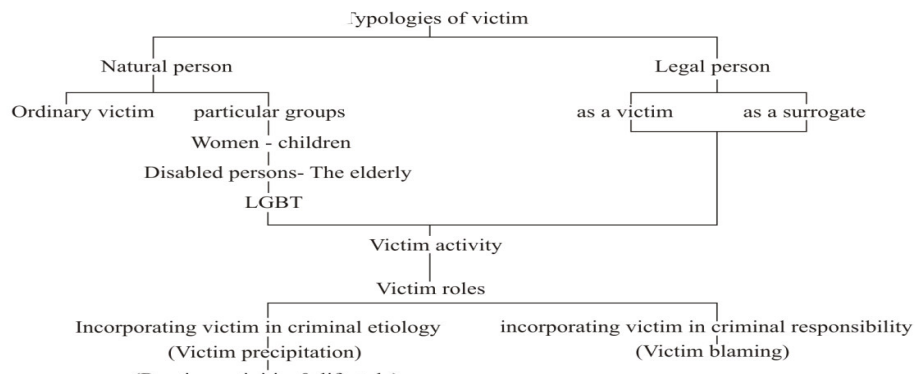 Typologies of victim
Natural person Legal person
Ordinary victim particular groups as a victim as a surrogate
Women - children
Disabled persons- The elderly
LGBT
Victim activity
Victim roles
Incorporating victim in criminal etiology incorporating victim in criminal responsibility
(Victim precipitation) (Victim blaming)